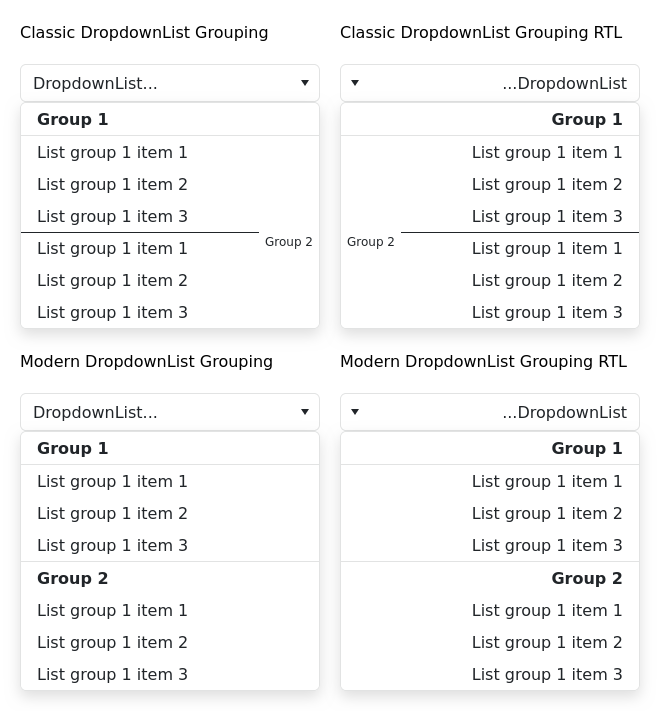 Classic DropdownList Grouping
DropdownList...
Group 1
List group 1 item 1
List group 1 item 2
List group 1 item 3
Group 2
List group 1 item 1
List group 1 item 2
List group 1 item 3
Classic DropdownList Grouping RTL
...DropdownList
Group 1
List group 1 item 1
List group 1 item 2
List group 1 item 3
Group 2
List group 1 item 1
List group 1 item 2
List group 1 item 3
Modern DropdownList Grouping
DropdownList...
Group 1
List group 1 item 1
List group 1 item 2
List group 1 item 3
Group 2
List group 1 item 1
List group 1 item 2
List group 1 item 3
Modern DropdownList Grouping RTL
...DropdownList
Group 1
List group 1 item 1
List group 1 item 2
List group 1 item 3
Group 2
List group 1 item 1
List group 1 item 2
List group 1 item 3